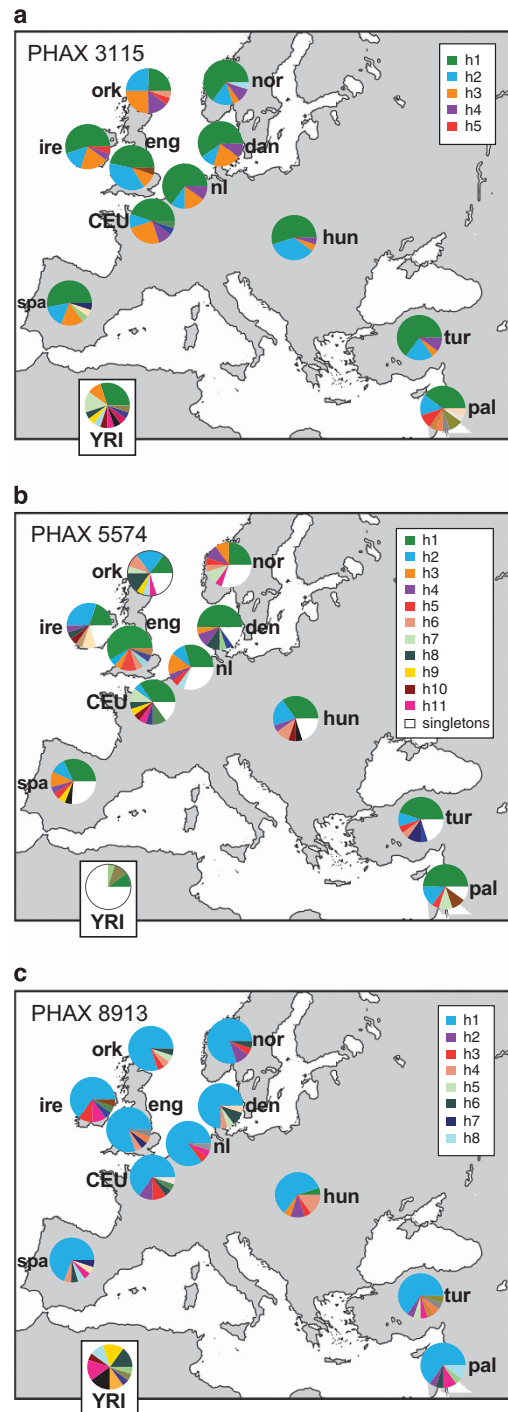 a
PHAX 3115
ork
nor
ire
eng
dan
nl
CEU
hun
spa
tur
pal
YRI
h1
h2
h3
h4
h5
b
PHAX 5574
ork
nor
ire
eng
den
nl
CEU
hun
spa
tur
pal
YRI
h1
h2
h3
h4
h5
h6
h7
h8
h9
h10
h11
singletons
c
PHAX 8913
ork
nor
ire
eng
den
nl
CEU
hun
spa
tur
pal
YRI
h1
h2
h3
h4
h5
h6
h7
h8